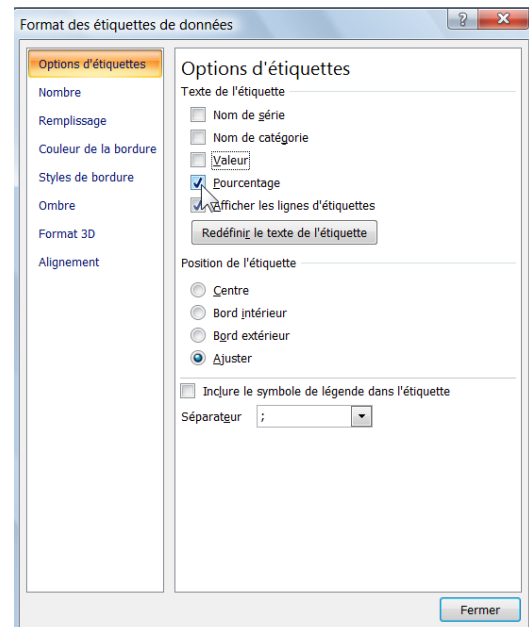 Format des étiquettes de données
Options d'étiquettes
Nombre
Remplissage
Couleur de la bordure
Styles de bordure
Ombre
Format 3D
Alignement
Options d'étiquettes
Texte de l'étiquette
Nom de série
Nom de catégorie
Valeur
Pourcentage
Afficher les lignes d'étiquettes
Redéfinir le texte de l'étiquette
Position de l'étiquette
Centre
Bord intérieur
Bord extérieur
Ajuster
Inclure le symbole de légende dans l'étiquette
Séparateur ;
Fermer